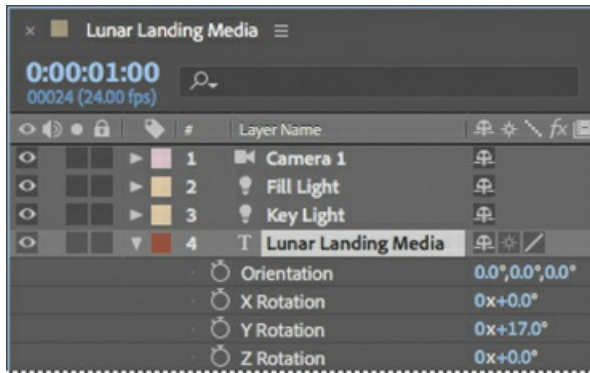 Lunar Landing Media
0:00:01:00
00024 (24.00 fps)
# Layer Name fx
1 Camera 1
2 Fill Light
3 Key Light
4 T Lunar Landing Media
Orientation 0.0°,0.0°,0.0°
X Rotation 0x+0.0°
Y Rotation 0x+17.0°
Z Rotation 0x+0.0°